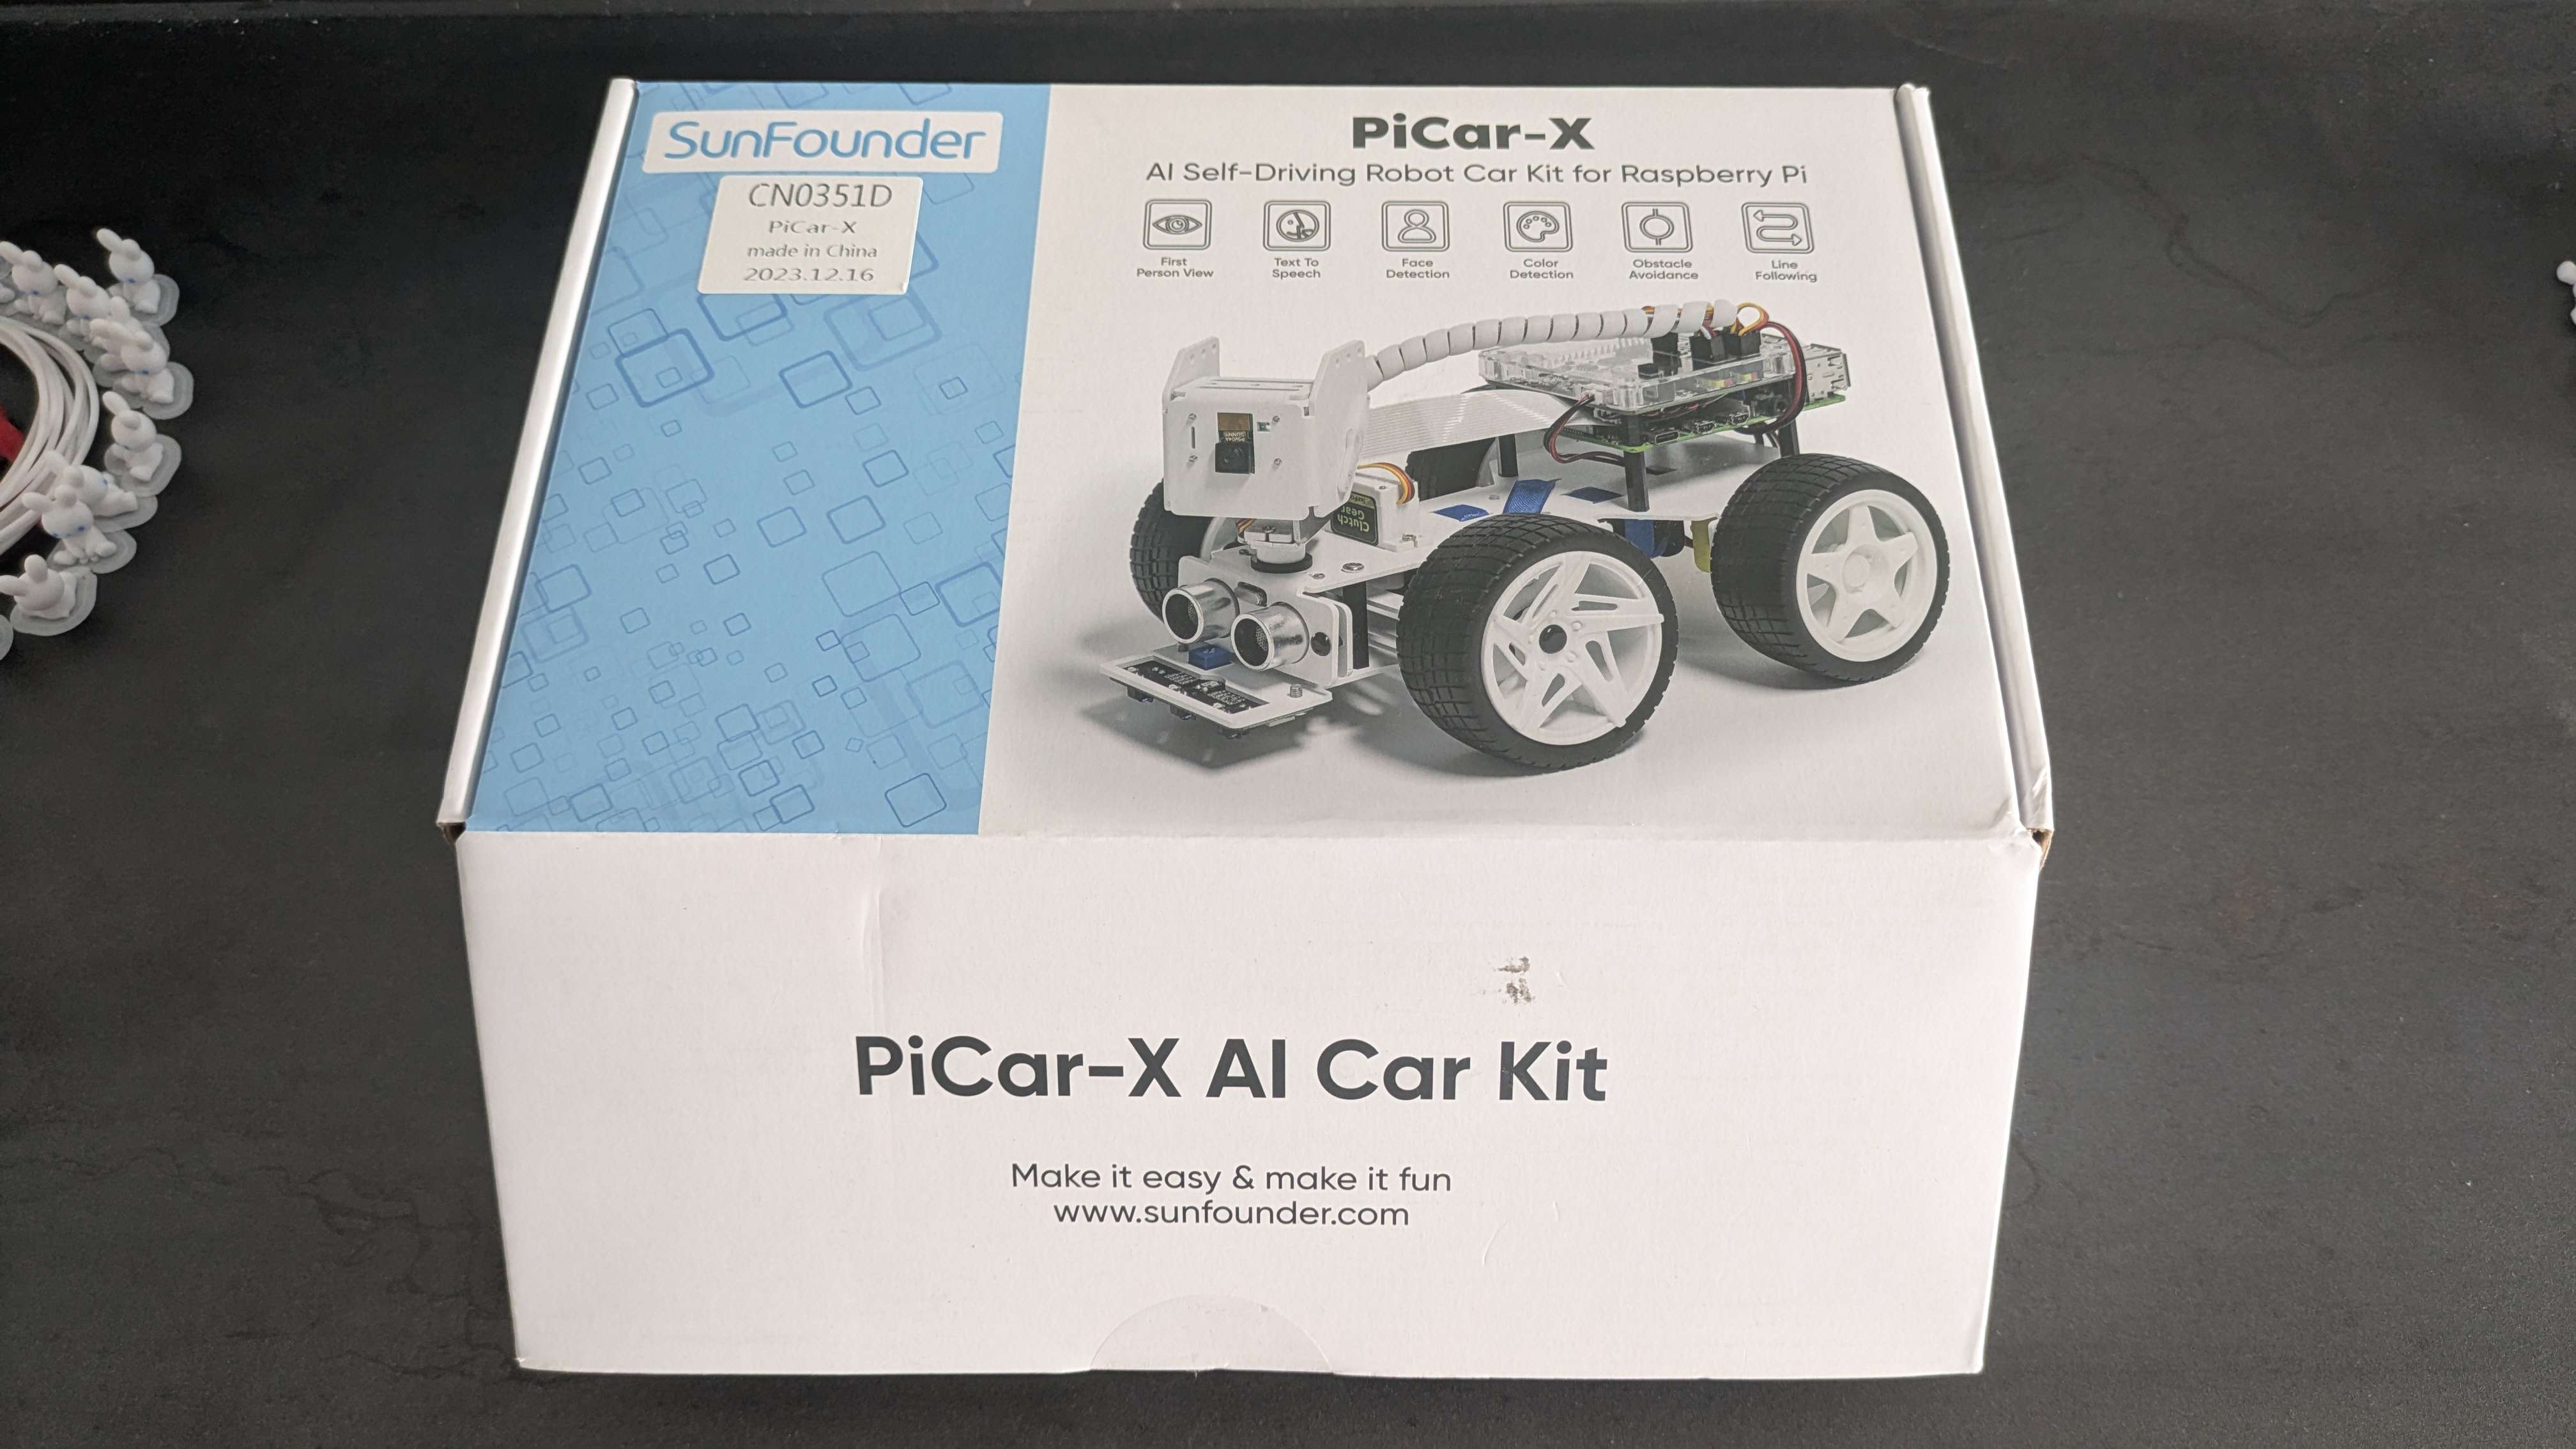 SunFounder
CN0351D
PiCar-X
made in China
2023.12.16
PiCar-X
AI Self-Driving Robot Car Kit for Raspberry Pi
First
Person View
Text To
Speech
Face
Detection
Color
Detection
Obstacle
Avoidance
Line
Following
Clutch
Gear
PiCar-X AI Car Kit
Make it easy & make it fun
www.sunfounder.com